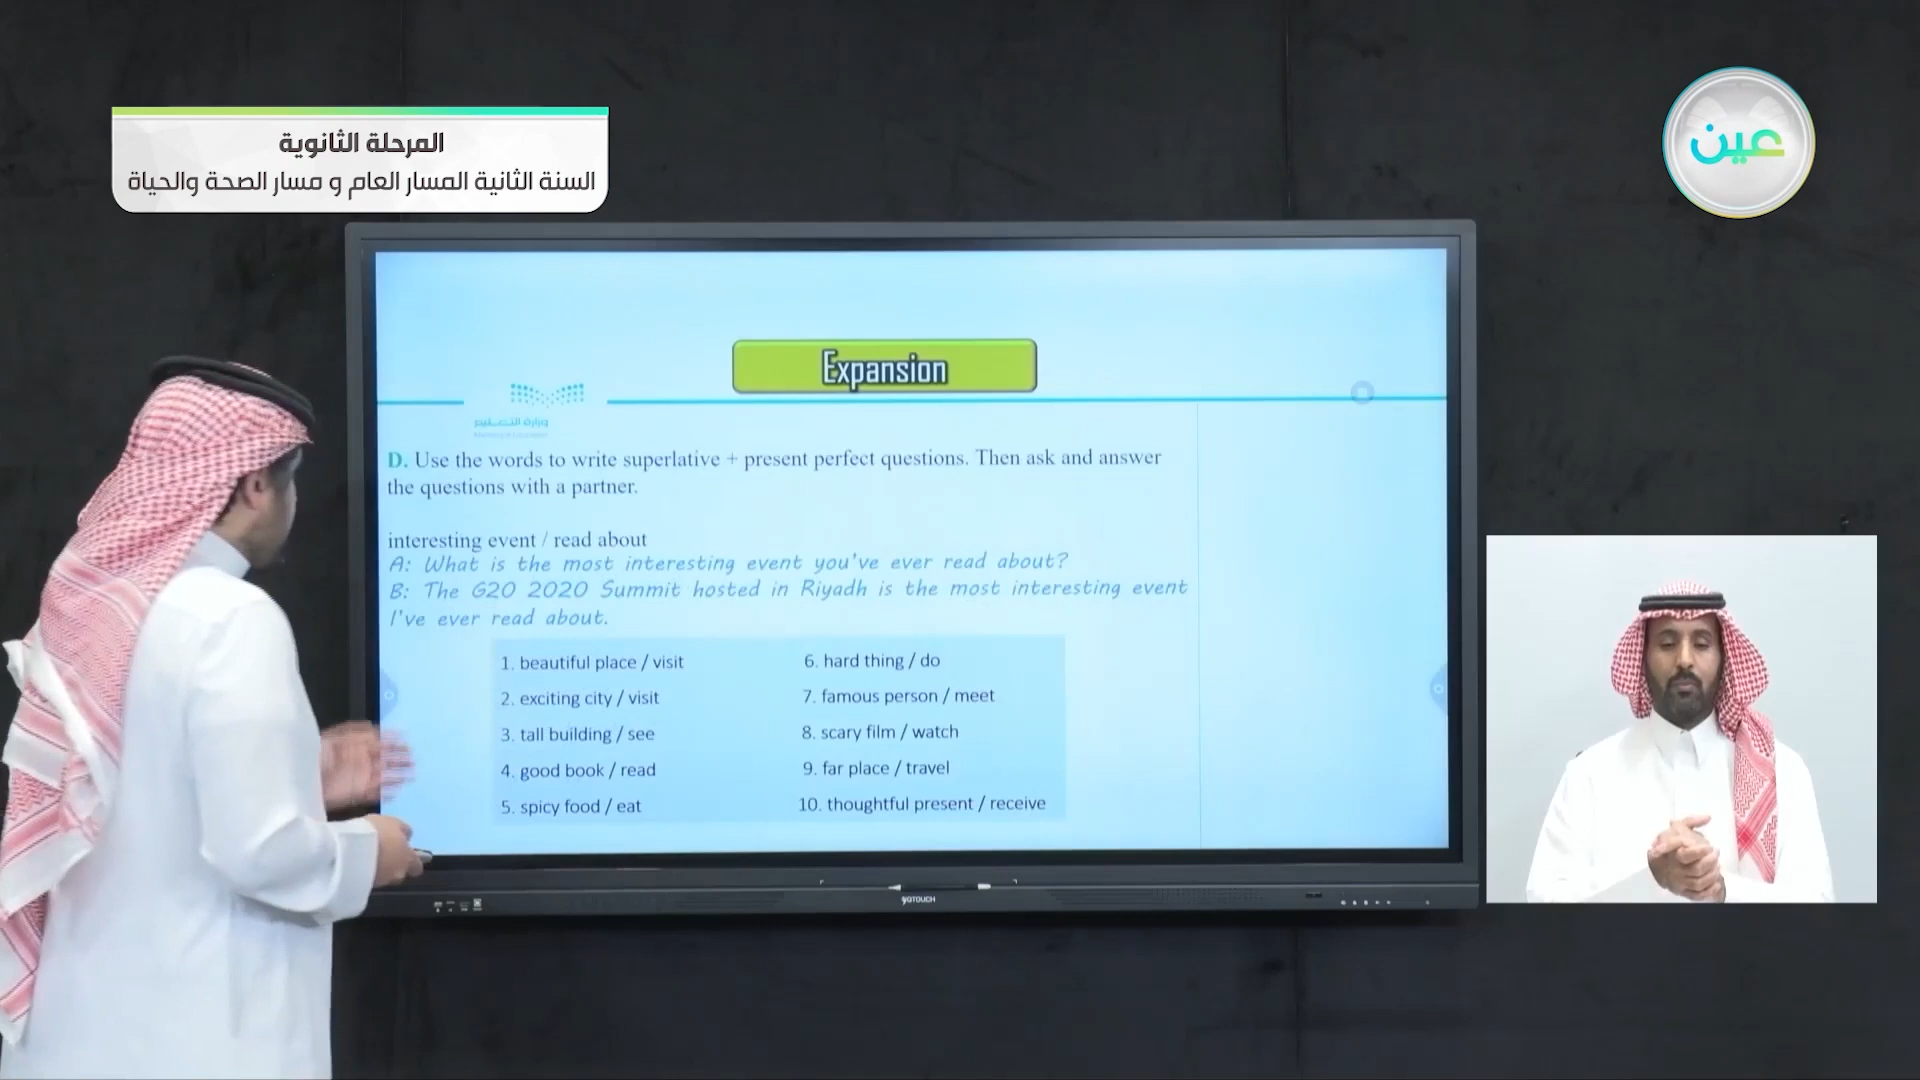 المرحلة الثانوية
السنة الثانية المسار العام و مسار الصحة والحياة
عين
Expansion
وزارة التعليم
Ministry of Education
D. Use the words to write superlative + present perfect questions. Then ask and answer
the questions with a partner.
interesting event / read about
A: What is the most interesting event you've ever read about?
B: The G20 2020 Summit hosted in Riyadh is the most interesting event
I've ever read about.
1. beautiful place / visit
2. exciting city / visit
3. tall building / see
4. good book / read
5. spicy food / eat
6. hard thing / do
7. famous person / meet
8. scary film / watch
9. far place / travel
10. thoughtful present / receive